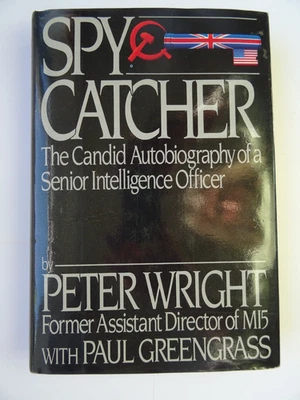 SPY
CATCHER
The Candid Autobiography of a
Senior Intelligence Officer
by
PETER WRIGHT
Former Assistant Director of MI5
WITH PAUL GREENGRASS